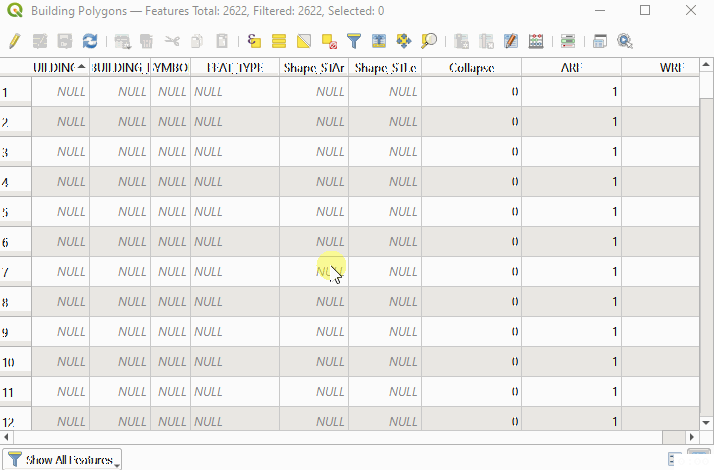 Building Polygons — Features Total: 2622, Filtered: 2622, Selected: 0
UILDING BUILDING_I SYMBO FEAT_TYPE Shape_STAr Shape_STLe Collapse ARF WRF
1 NULL NULL NULL NULL NULL NULL 0 1
2 NULL NULL NULL NULL NULL NULL 0 1
3 NULL NULL NULL NULL NULL NULL 0 1
4 NULL NULL NULL NULL NULL NULL 0 1
5 NULL NULL NULL NULL NULL NULL 0 1
6 NULL NULL NULL NULL NULL NULL 0 1
7 NULL NULL NULL NULL NULL NULL 0 1
8 NULL NULL NULL NULL NULL NULL 0 1
9 NULL NULL NULL NULL NULL NULL 0 1
10 NULL NULL NULL NULL NULL NULL 0 1
11 NULL NULL NULL NULL NULL NULL 0 1
12 NULL NULL NULL NULL NULL NULL 0 1
Show All Features